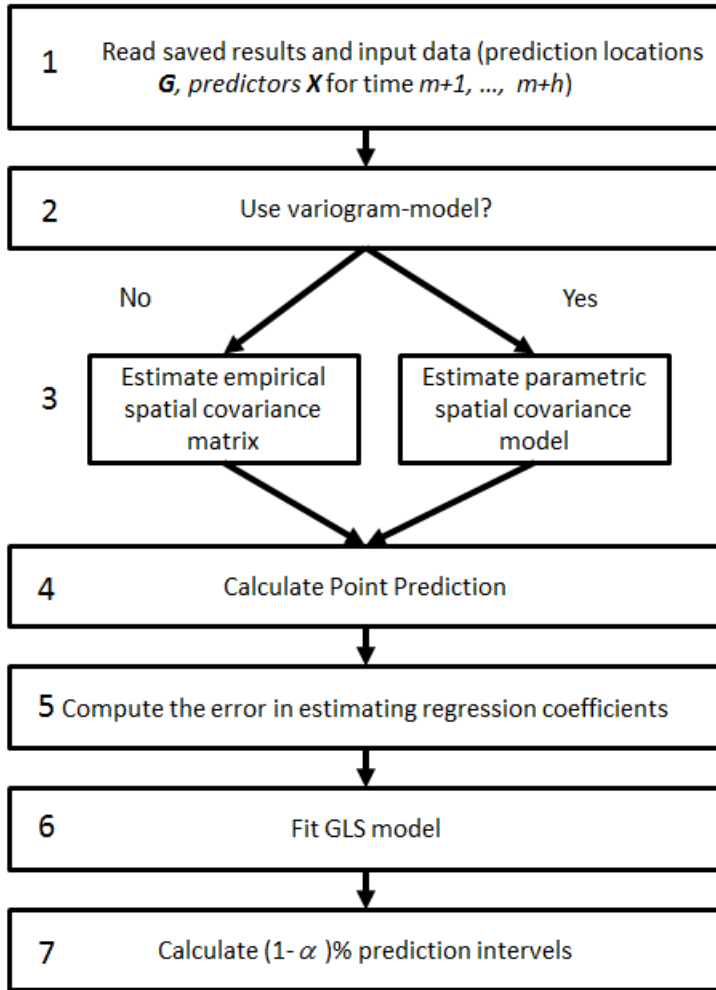 1 Read saved results and input data (prediction locations
G, predictors X for time m+1, ..., m+h)
2 Use variogram-model?
No Yes
3
Estimate empirical
spatial covariance
matrix
Estimate parametric
spatial covariance
model
4 Calculate Point Prediction
5 Compute the error in estimating regression coefficients
6 Fit GLS model
7 Calculate (1- α )% prediction intervels